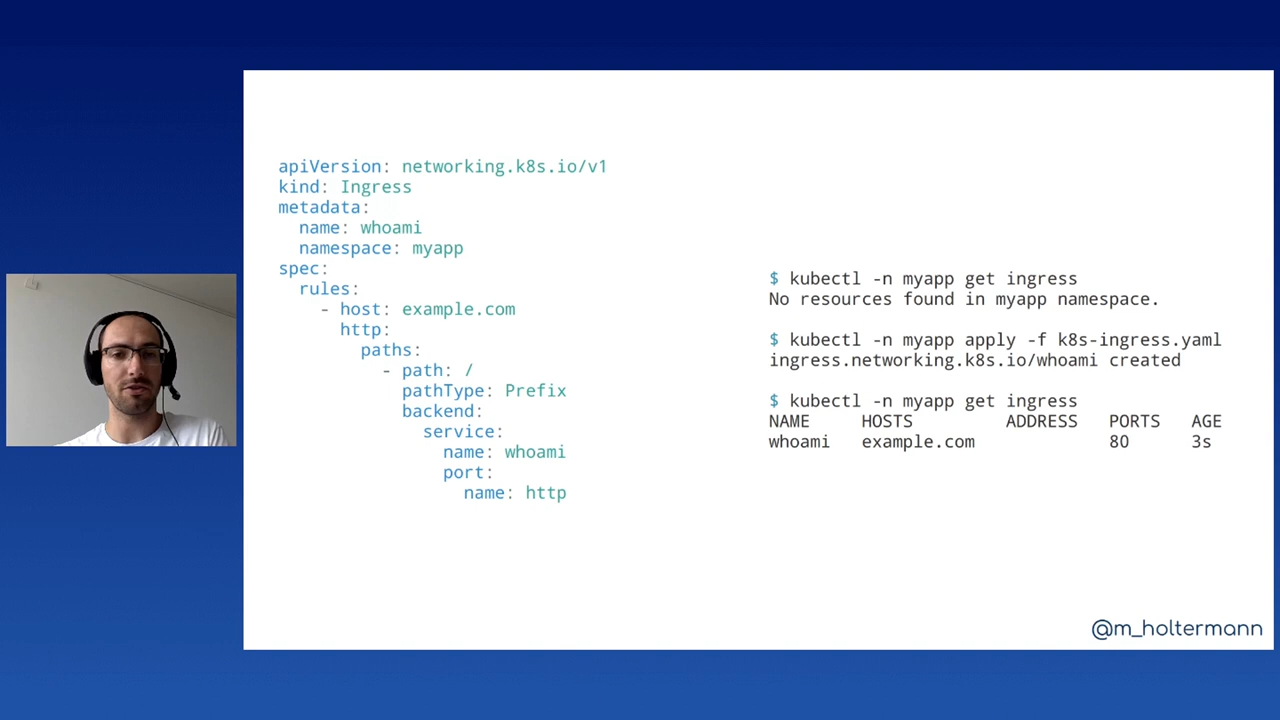 apiVersion: networking.k8s.io/v1
kind: Ingress
metadata:
  name: whoami
  namespace: myapp
spec:
  rules:
    - host: example.com
      http:
        paths:
          - path: /
            pathType: Prefix
            backend:
              service:
                name: whoami
                port:
                  name: http
$ kubectl -n myapp get ingress
No resources found in myapp namespace.
$ kubectl -n myapp apply -f k8s-ingress.yaml
ingress.networking.k8s.io/whoami created
$ kubectl -n myapp get ingress
NAME     HOSTS         ADDRESS   PORTS   AGE
whoami   example.com             80      3s
@m_holtermann